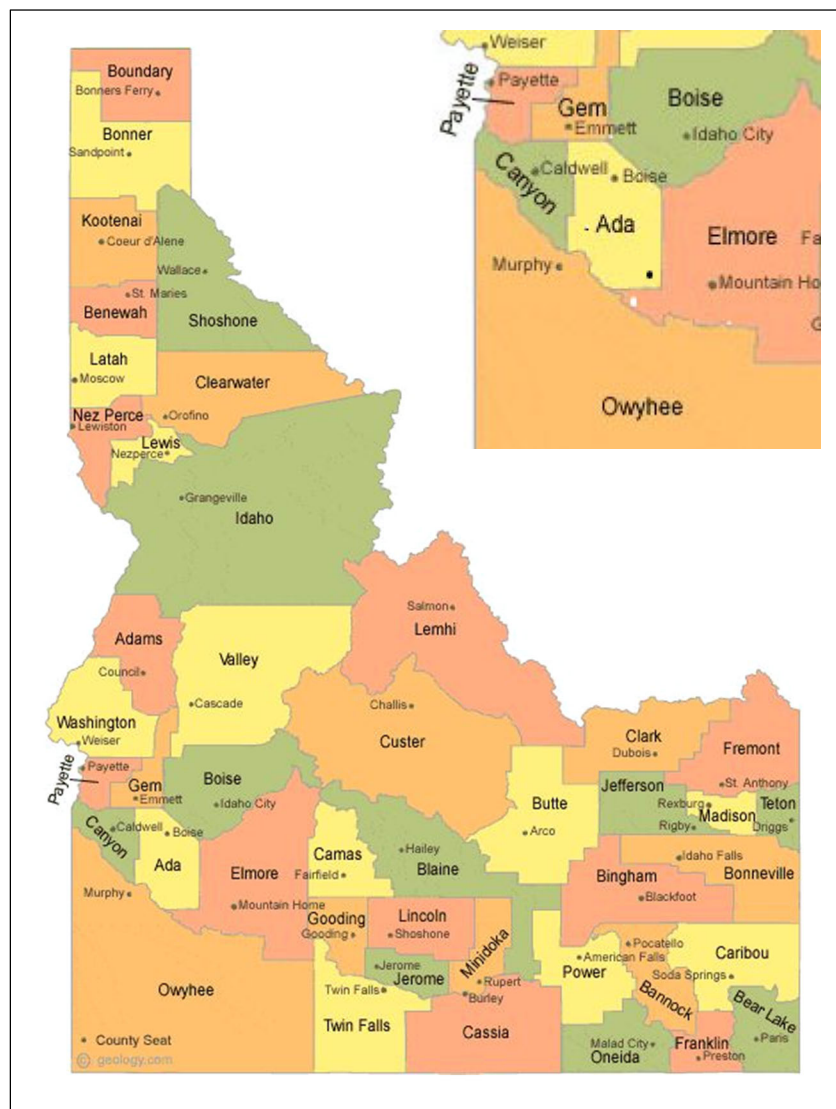 Boundary
Bonners Ferry
Bonner
Sandpoint
Kootenai
Coeur d'Alene
Wallace
St. Maries
Benewah
Shoshone
Latah
Moscow
Clearwater
Nez Perce
Orofino
Lewiston
Lewis
Nezperce
Grangeville
Idaho
Salmon
Lemhi
Adams
Council
Valley
Cascade
Challis
Custer
Washington
Weiser
Payette
Payette
Gem
Emmett
Boise
Idaho City
Clark
Dubois
Fremont
St. Anthony
Jefferson
Rexburg
Madison
Teton
Rigby
Driggs
Butte
Arco
Canyon
Caldwell
Boise
Ada
Elmore
Mountain Home
Camas
Fairfield
Hailey
Blaine
Idaho Falls
Bonneville
Bingham
Blackfoot
Murphy
Gooding
Gooding
Lincoln
Shoshone
Minidoka
Jerome
Jerome
Rupert
Burley
Pocatello
American Falls
Power
Caribou
Soda Springs
Bannock
Bear Lake
Paris
Owyhee
Twin Falls
Twin Falls
Cassia
Malad City
Oneida
Franklin
Preston
County Seat
© geology.com
Weiser
Payette
Payette
Gem
Emmett
Boise
Idaho City
Canyon
Caldwell
Boise
Ada
Elmore
Fa
Murphy
Mountain Ho
G
Owyhee